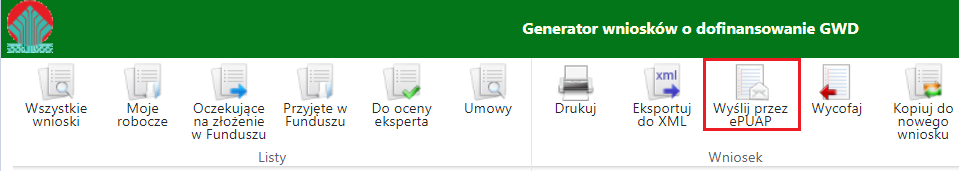 Generator wniosków o dofinansowanie GWD
Wszystkie
wnioski
Moje
robocze
Oczekujące
na złożenie
w Funduszu
Przyjęte w
Funduszu
Do oceny
eksperta
Umowy
Drukuj
xml
Eksportuj
do XML
Wyślij przez
ePUAP
Wycofaj
Kopiuj do
nowego
wniosku
Listy
Wniosek